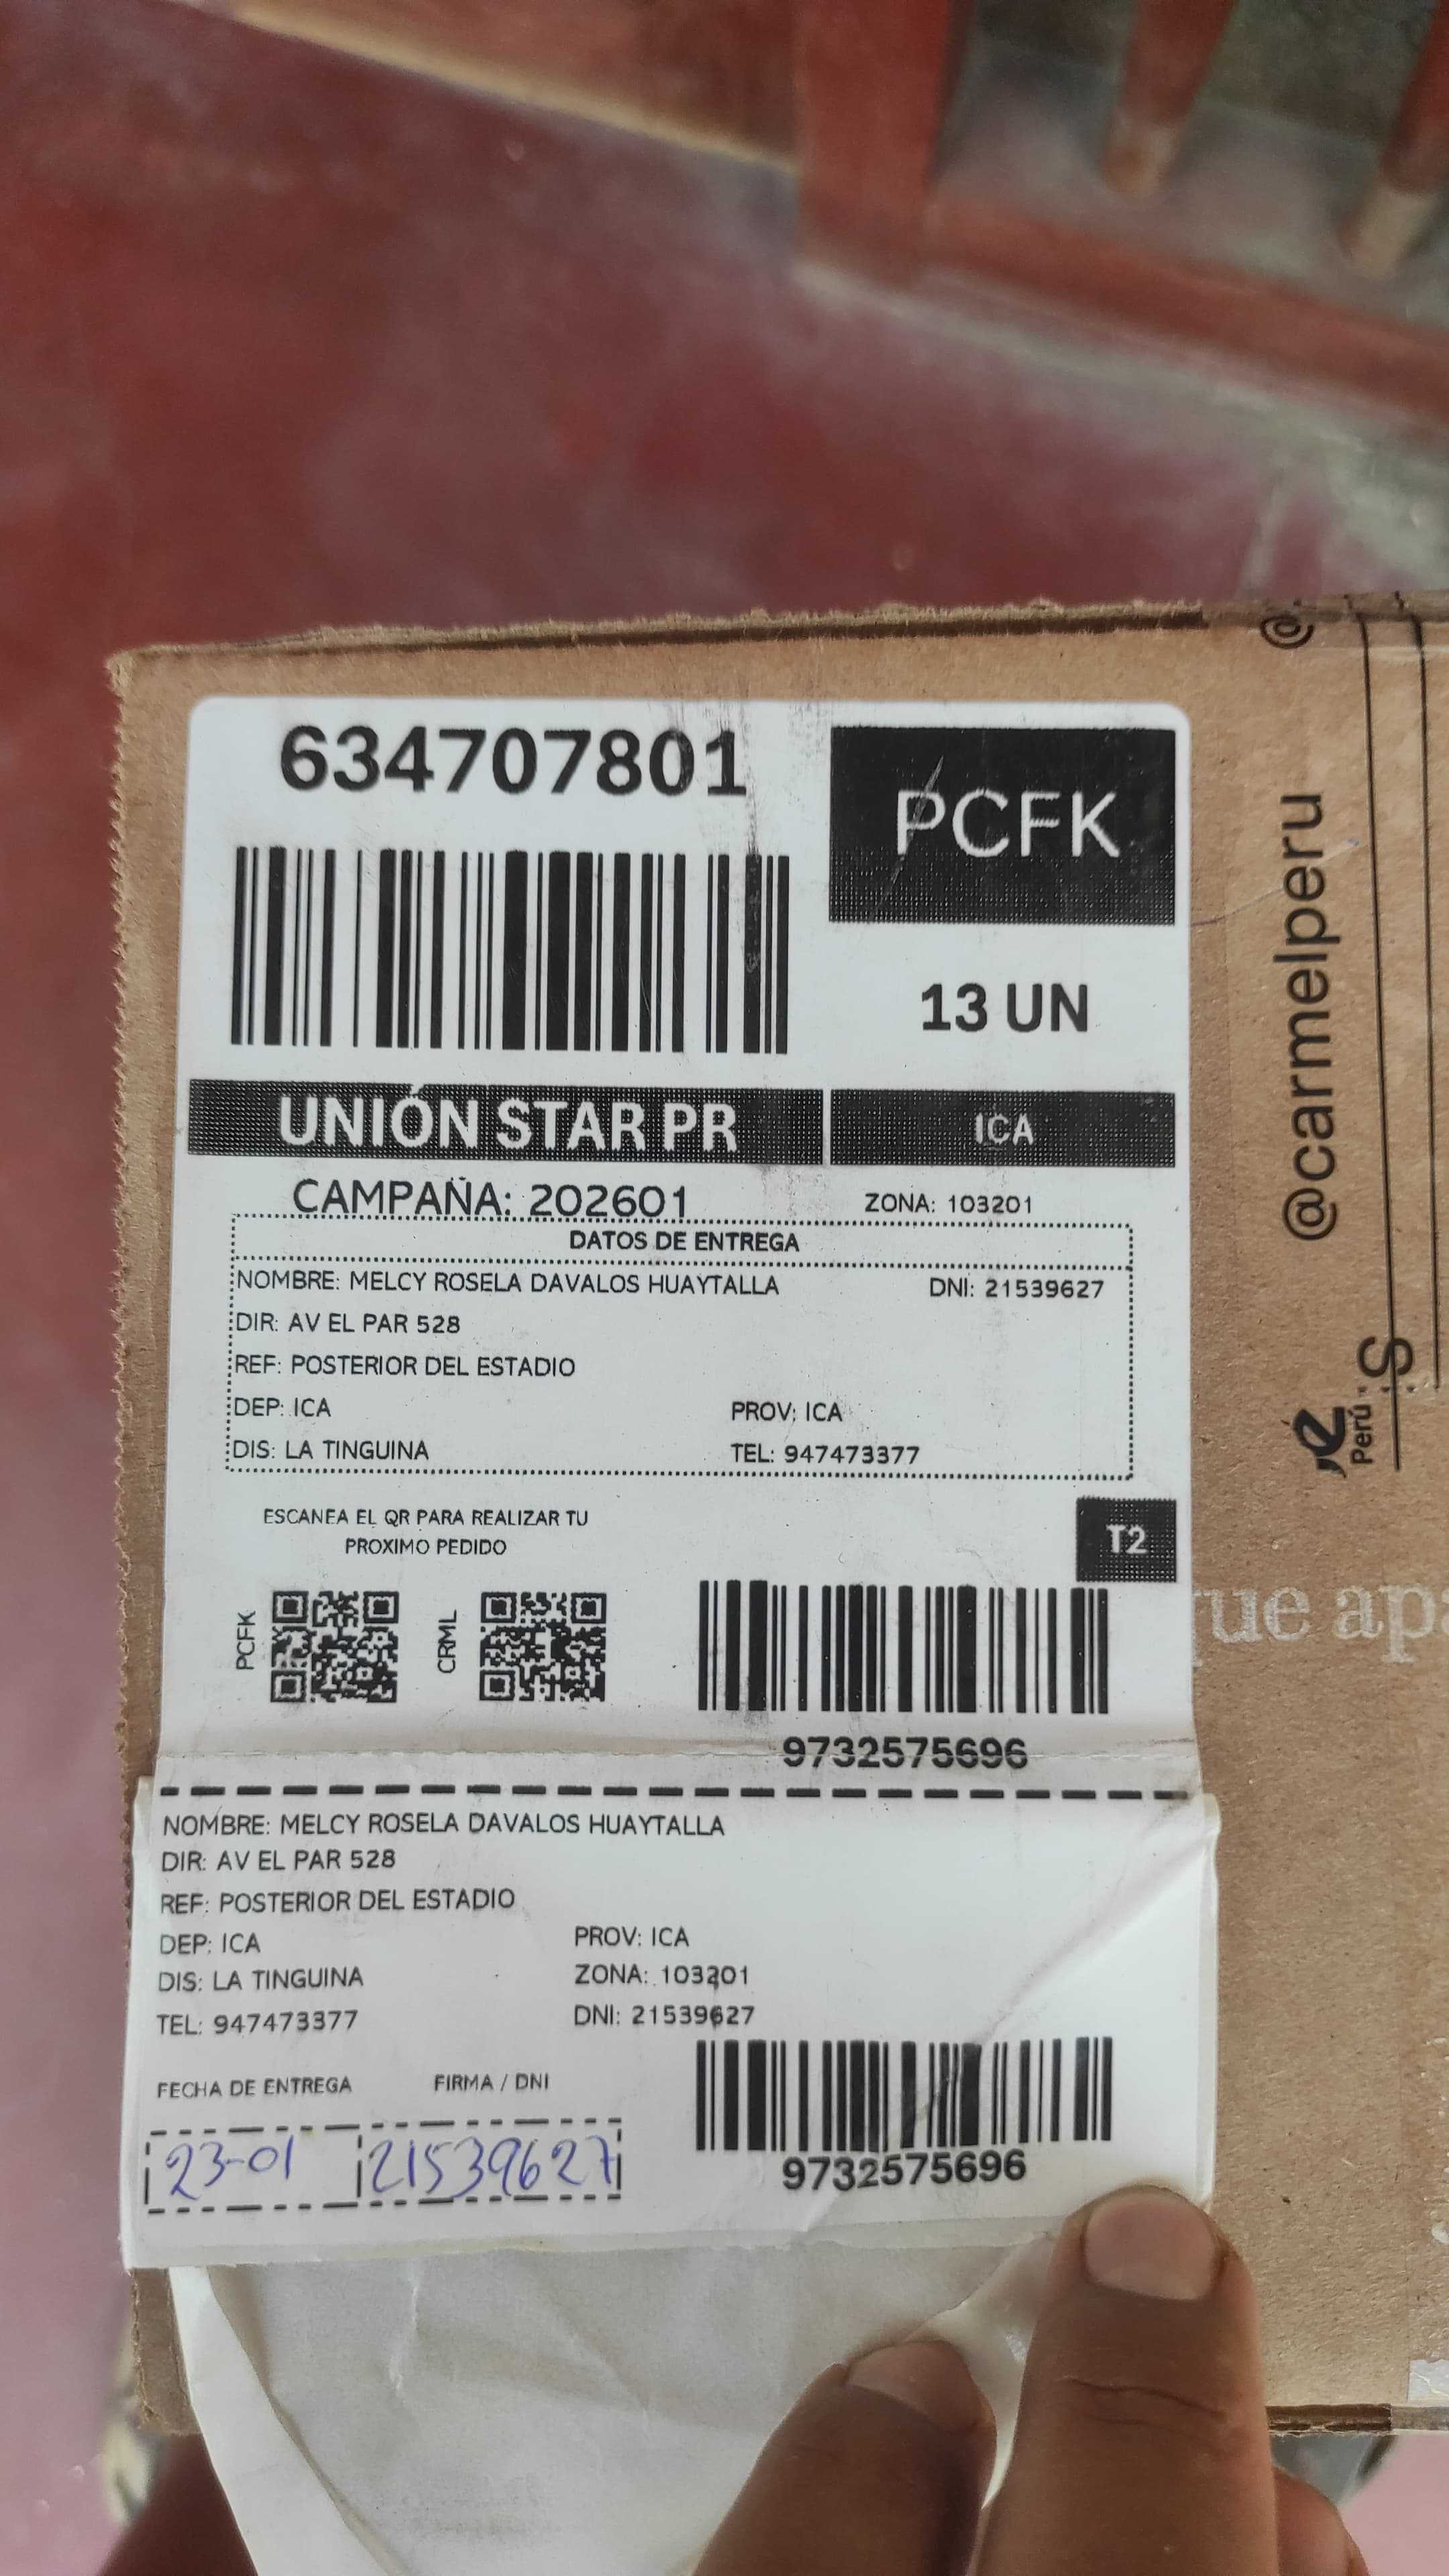 634707801
PCFK
13 UN
UNIÓN STAR PR
ICA
CAMPAÑA: 202601
ZONA: 103201
DATOS DE ENTREGA
NOMBRE: MELCY ROSELA DAVALOS HUAYTALLA
DNI: 21539627
DIR: AV EL PAR 528
REF: POSTERIOR DEL ESTADIO
DEP: ICA
PROV: ICA
DIS: LA TINGUINA
TEL: 947473377
ESCANEA EL QR PARA REALIZAR TU
PROXIMO PEDIDO
T2
PCFK
CRML
9732575696
NOMBRE: MELCY ROSELA DAVALOS HUAYTALLA
DIR: AV EL PAR 528
REF: POSTERIOR DEL ESTADIO
DEP: ICA
PROV: ICA
DIS: LA TINGUINA
ZONA: 103201
TEL: 947473377
DNI: 21539627
FECHA DE ENTREGA
FIRMA / DNI
23-01
21539627
9732575696
@carmelperu
Perú